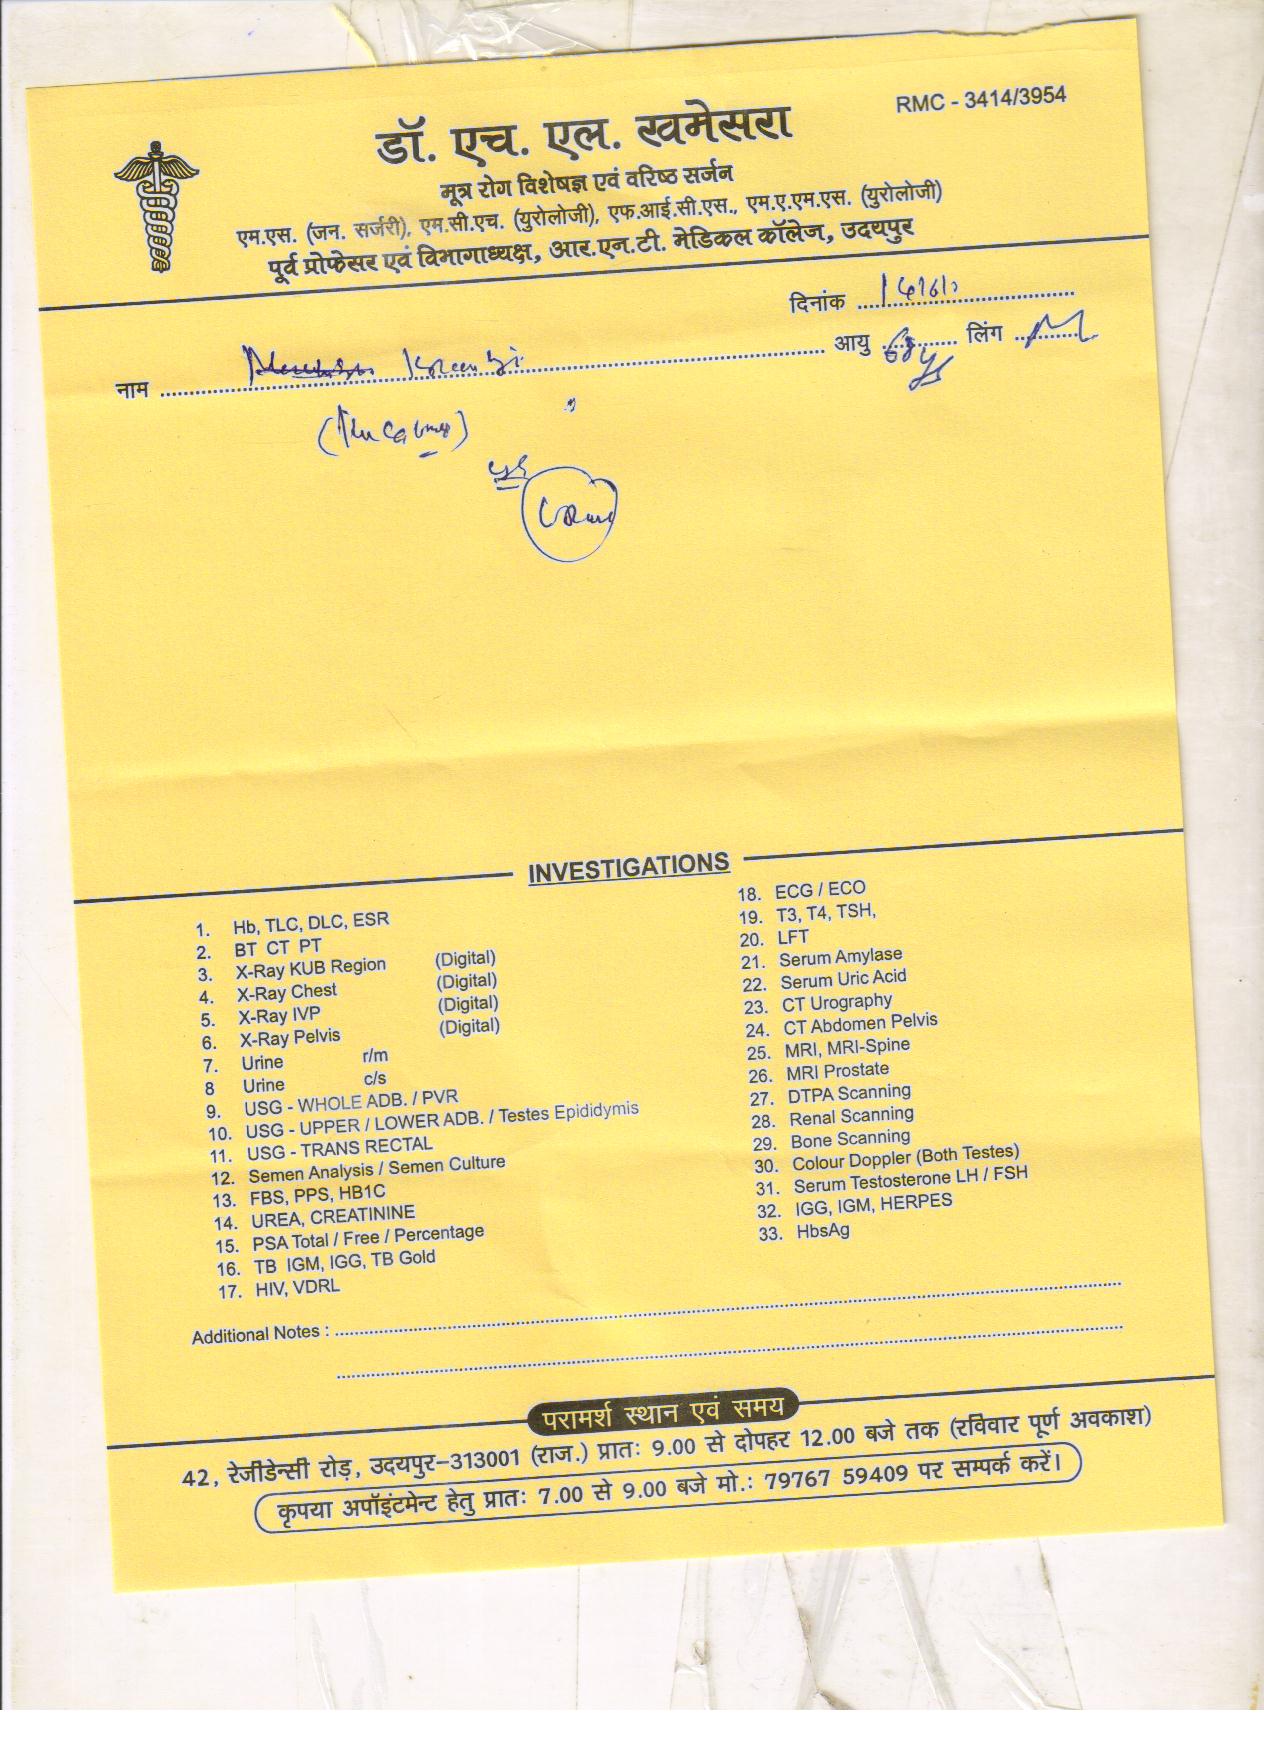 RMC - 3414/3954
डॉ. एच. एल. खमेसरा
मूत्र रोग विशेषज्ञ एवं वरिष्ठ सर्जन
एम.एस. (जन. सर्जरी), एम.सी.एच. (युरोलोजी), एफ.आई.सी.एस., एम.ए.एम.एस. (युरोलोजी)
पूर्व प्रोफेसर एवं विभागाध्यक्ष, आर.एन.टी. मेडिकल कॉलेज, उदयपुर
दिनांक
नाम आयु लिंग M
INVESTIGATIONS
1. Hb, TLC, DLC, ESR
2. BT CT PT
3. X-Ray KUB Region (Digital)
4. X-Ray Chest (Digital)
5. X-Ray IVP (Digital)
6. X-Ray Pelvis (Digital)
7. Urine r/m
8 Urine c/s
9. USG - WHOLE ADB. / PVR
10. USG - UPPER / LOWER ADB. / Testes Epididymis
11. USG - TRANS RECTAL
12. Semen Analysis / Semen Culture
13. FBS, PPS, HB1C
14. UREA, CREATININE
15. PSA Total / Free / Percentage
16. TB IGM, IGG, TB Gold
17. HIV, VDRL
18. ECG / ECO
19. T3, T4, TSH,
20. LFT
21. Serum Amylase
22. Serum Uric Acid
23. CT Urography
24. CT Abdomen Pelvis
25. MRI, MRI-Spine
26. MRI Prostate
27. DTPA Scanning
28. Renal Scanning
29. Bone Scanning
30. Colour Doppler (Both Testes)
31. Serum Testosterone LH / FSH
32. IGG, IGM, HERPES
33. HbsAg
Additional Notes :
परामर्श स्थान एवं समय
42, रेजीडेन्सी रोड़, उदयपुर-313001 (राज.) प्रातः 9.00 से दोपहर 12.00 बजे तक (रविवार पूर्ण अवकाश)
कृपया अपॉइंटमेन्ट हेतु प्रातः 7.00 से 9.00 बजे मो.: 79767 59409 पर सम्पर्क करें।